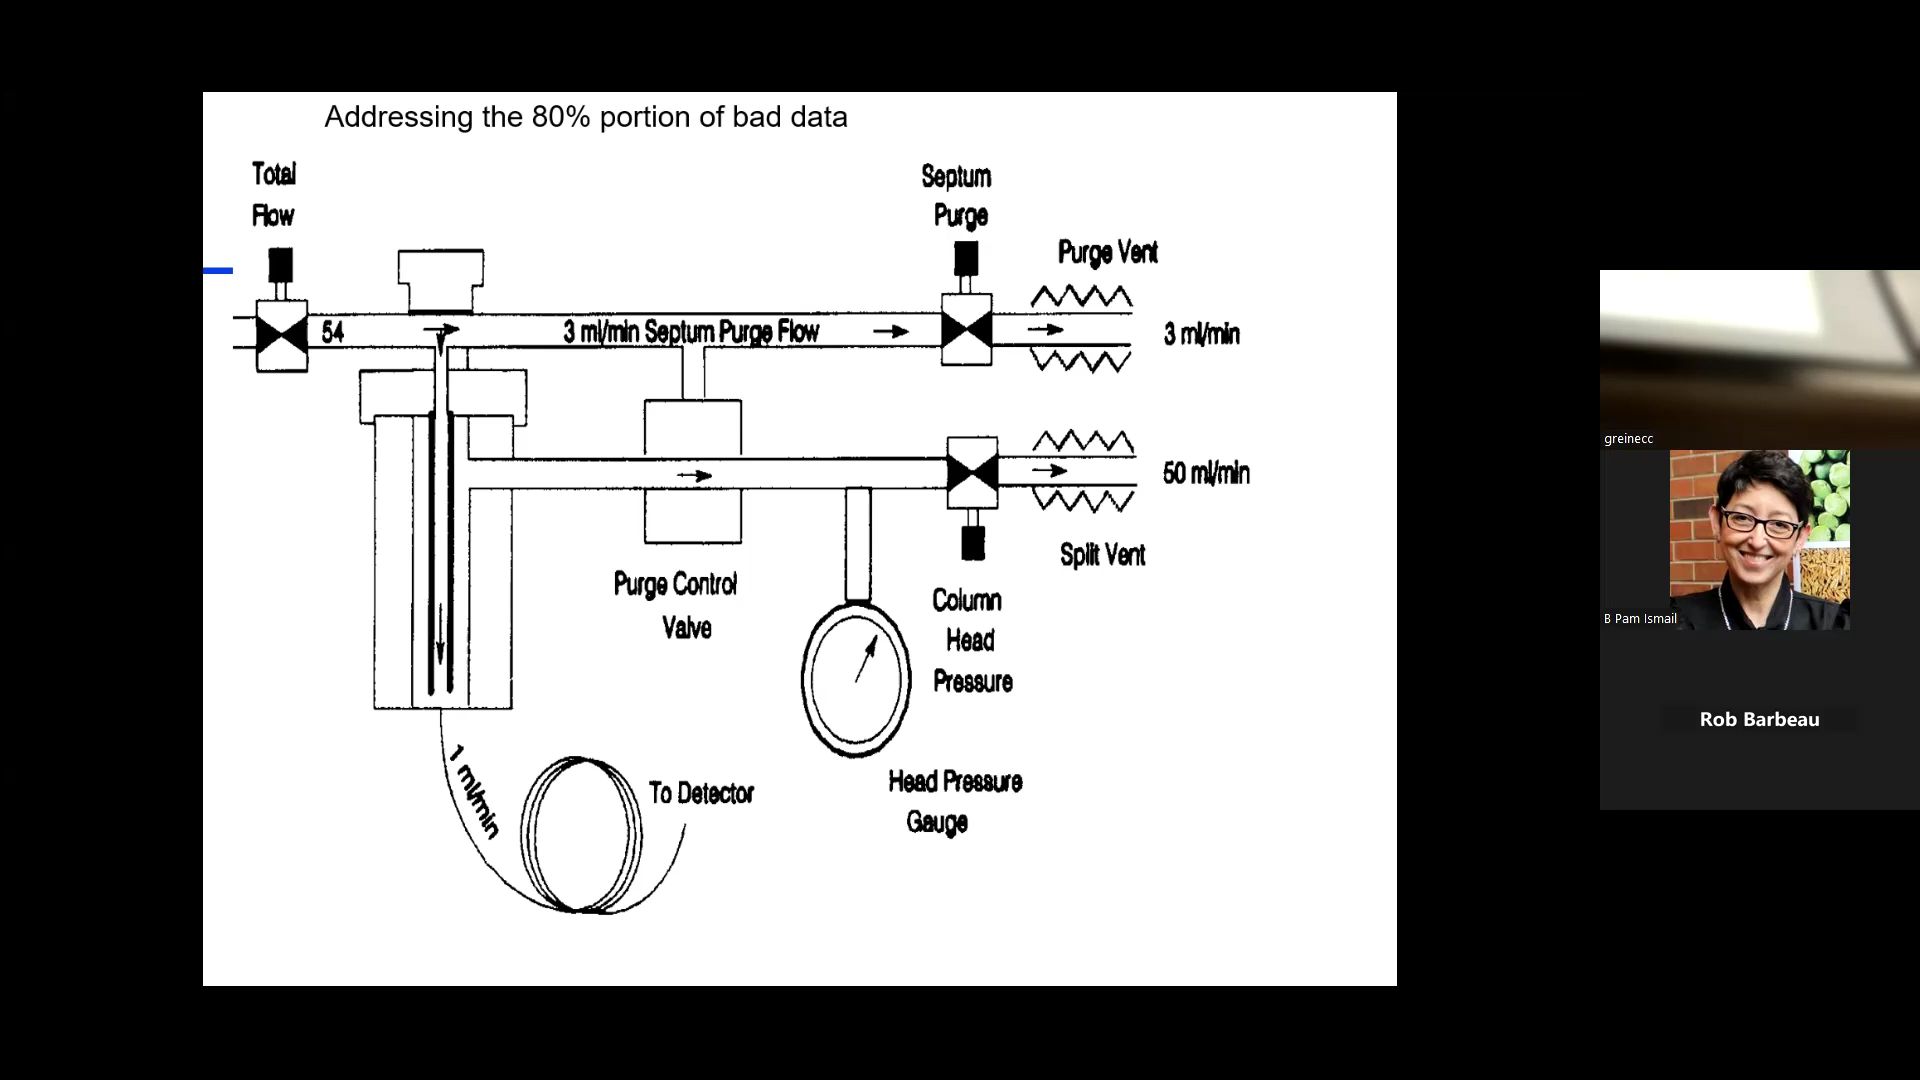 Addressing the 80% portion of bad data
Total
Flow
Septum
Purge
Purge Vent
54
3 ml/min Septum Purge Flow
3 ml/min
50 ml/min
Split Vent
Purge Control
Valve
Column
Head
Pressure
Head Pressure
Gauge
1 ml/min
To Detector
greinecc
B Pam Ismail
Rob Barbeau